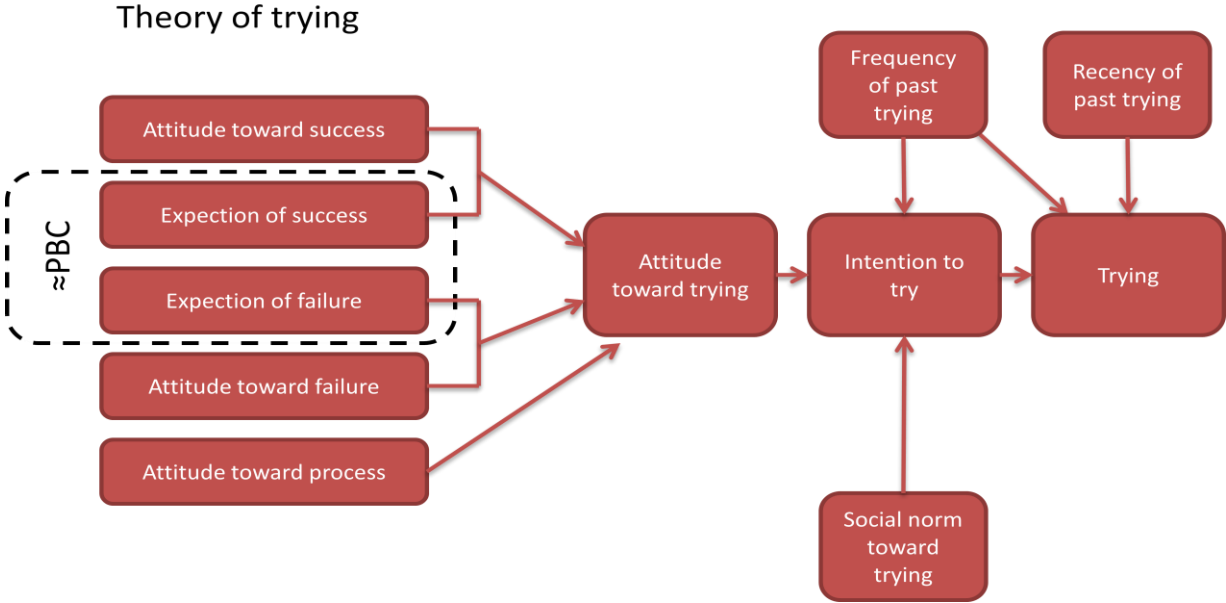 Theory of trying
Attitude toward success
Expection of success
≈PBC
Expection of failure
Attitude toward failure
Attitude toward process
Attitude
toward trying
Frequency
of past
trying
Recency of
past trying
Intention to
try
Trying
Social norm
toward
trying